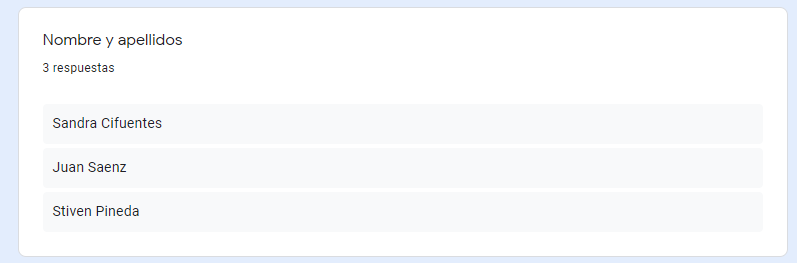 Nombre y apellidos
3 respuestas
Sandra Cifuentes
Juan Saenz
Stiven Pineda